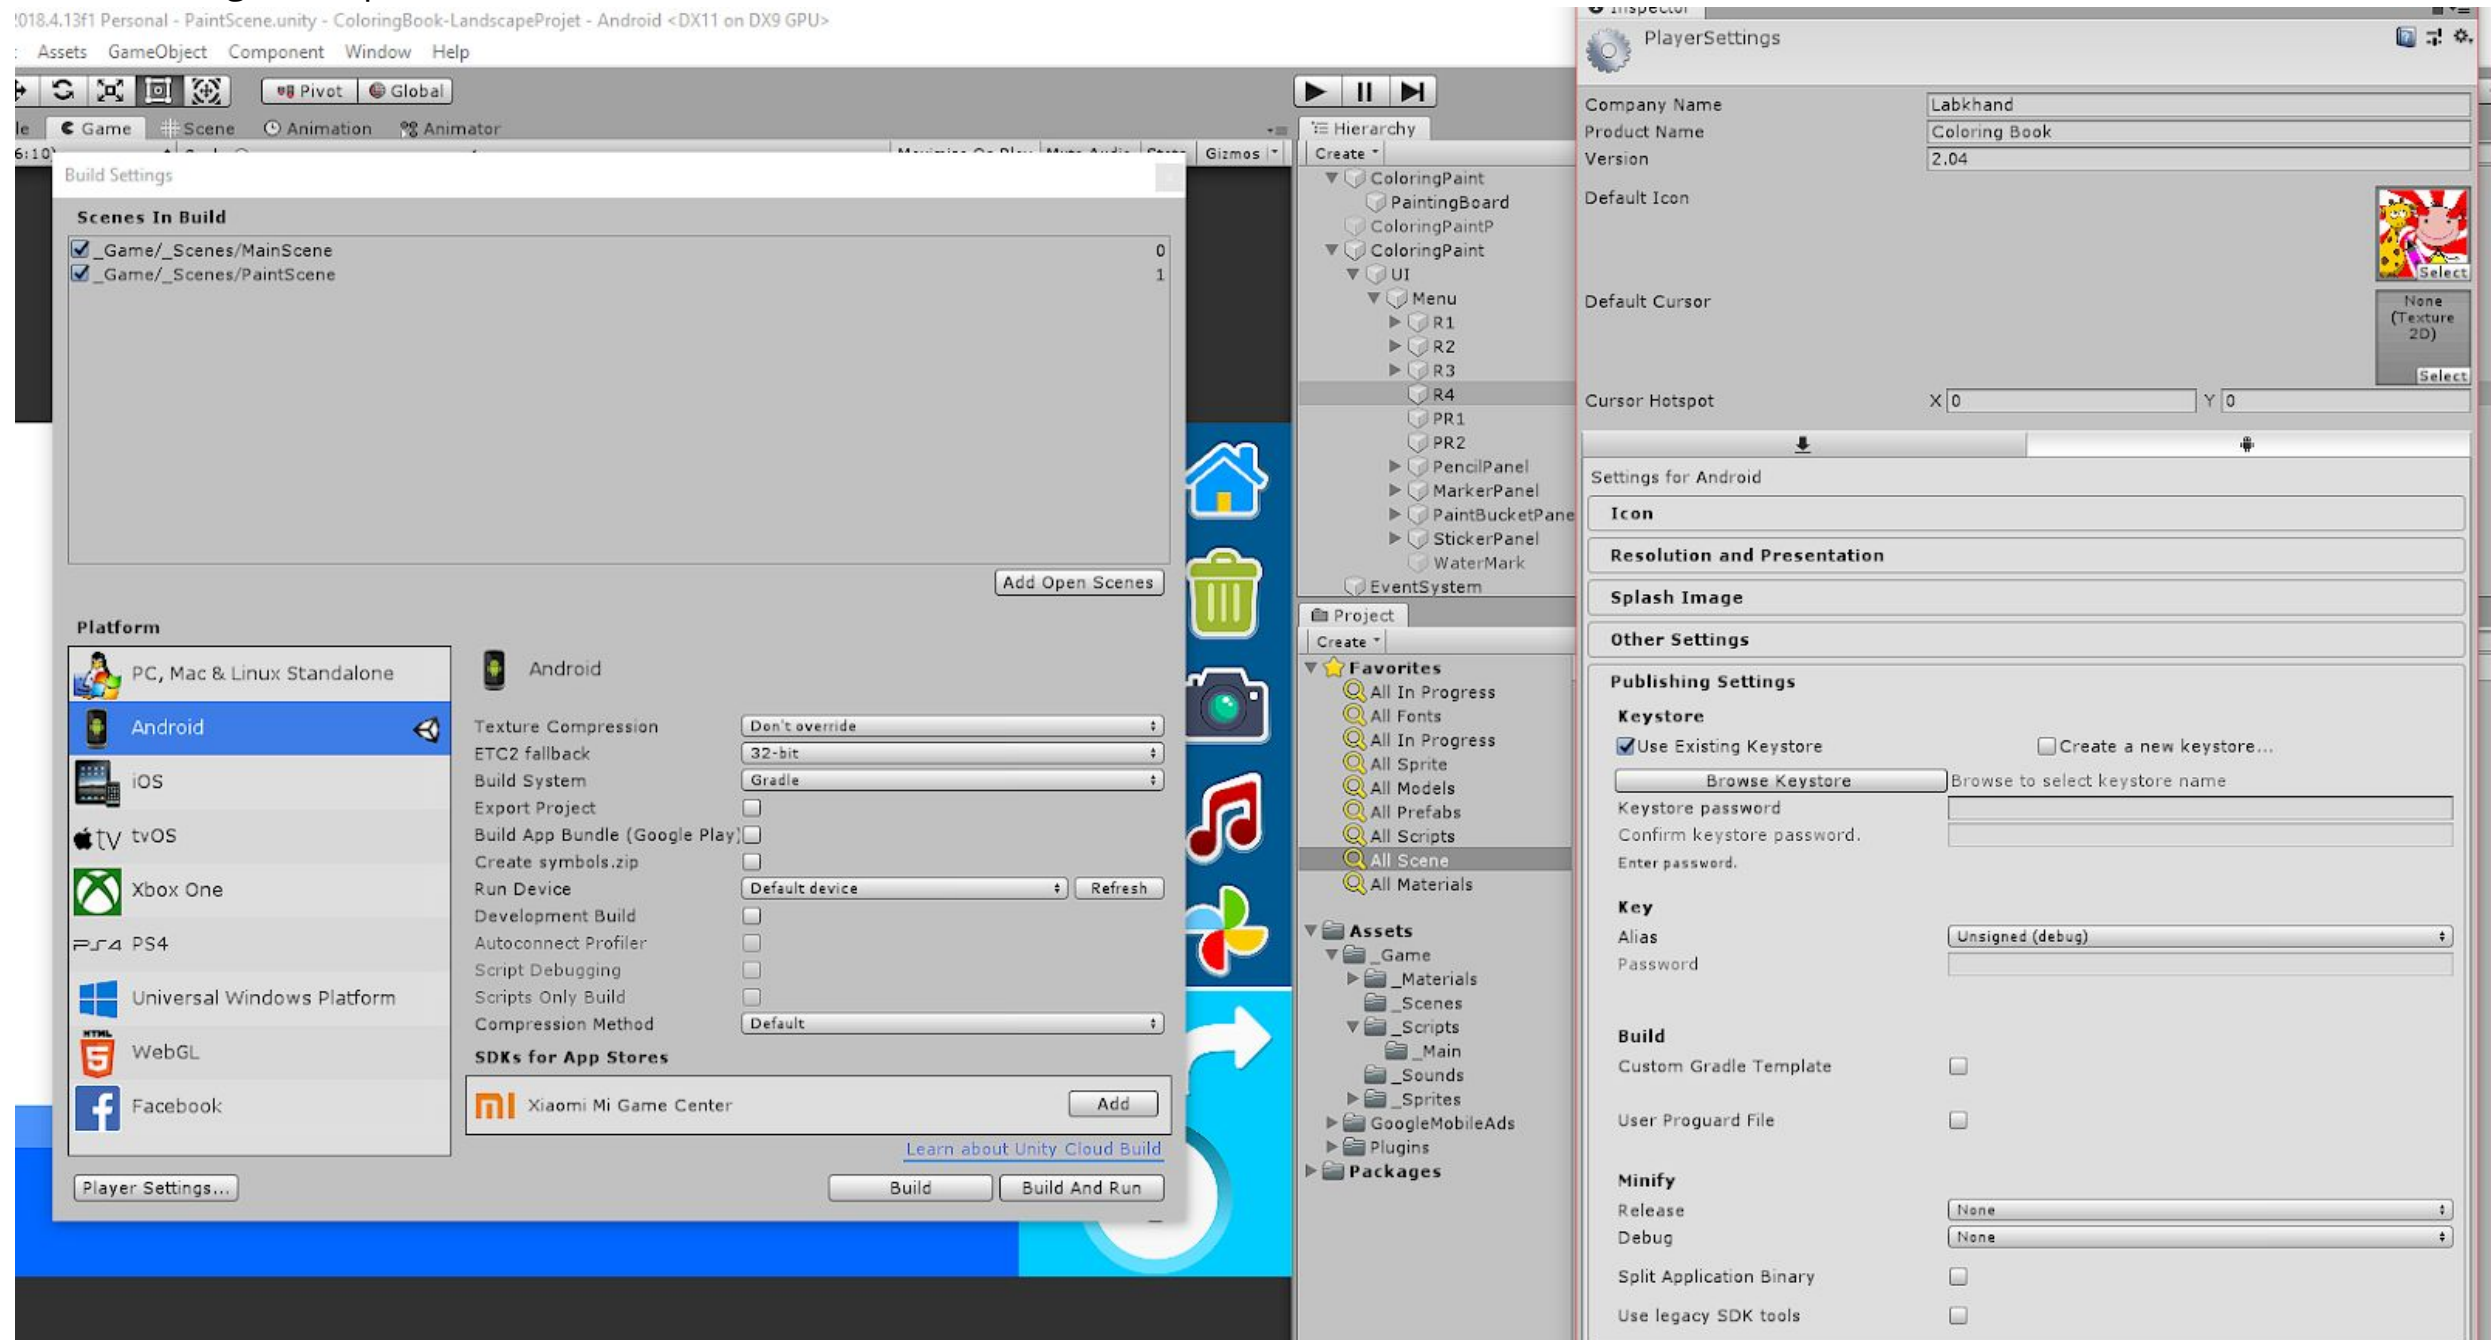 2018.4.13f1 Personal - PaintScene.unity - ColoringBook-LandscapeProjet - Android <DX11 on DX9 GPU>
Assets GameObject Component Window Help
Pivot Global
Game Scene Animation Animator
Gizmos
Build Settings
Scenes In Build
_Game/_Scenes/MainScene 0
_Game/_Scenes/PaintScene 1
Add Open Scenes
Platform
PC, Mac & Linux Standalone
Android
iOS
tv tvOS
Xbox One
PS4 PS4
Universal Windows Platform
HTML 5 WebGL
Facebook
Android
Texture Compression Don't override
ETC2 fallback 32-bit
Build System Gradle
Export Project
Build App Bundle (Google Play)
Create symbols.zip
Run Device Default device Refresh
Development Build
Autoconnect Profiler
Script Debugging
Scripts Only Build
Compression Method Default
SDKs for App Stores
Xiaomi Mi Game Center Add
Learn about Unity Cloud Build
Player Settings... Build Build And Run
Hierarchy
Create
ColoringPaint
PaintingBoard
ColoringPaintP
ColoringPaint
UI
Menu
R1
R2
R3
R4
PR1
PR2
PencilPanel
MarkerPanel
PaintBucketPane
StickerPanel
WaterMark
EventSystem
Project
Create
Favorites
All In Progress
All Fonts
All In Progress
All Sprite
All Models
All Prefabs
All Scripts
All Scene
All Materials
Assets
_Game
_Materials
_Scenes
_Scripts
_Main
_Sounds
_Sprites
GoogleMobileAds
Plugins
Packages
Inspector
PlayerSettings
Company Name Labkhand
Product Name Coloring Book
Version 2.04
Default Icon
Select
Default Cursor
None
(Texture
2D)
Select
Cursor Hotspot X 0 Y 0
Settings for Android
Icon
Resolution and Presentation
Splash Image
Other Settings
Publishing Settings
Keystore
Use Existing Keystore Create a new keystore...
Browse Keystore Browse to select keystore name
Keystore password
Confirm keystore password.
Enter password.
Key
Alias Unsigned (debug)
Password
Build
Custom Gradle Template
User Proguard File
Minify
Release None
Debug None
Split Application Binary
Use legacy SDK tools